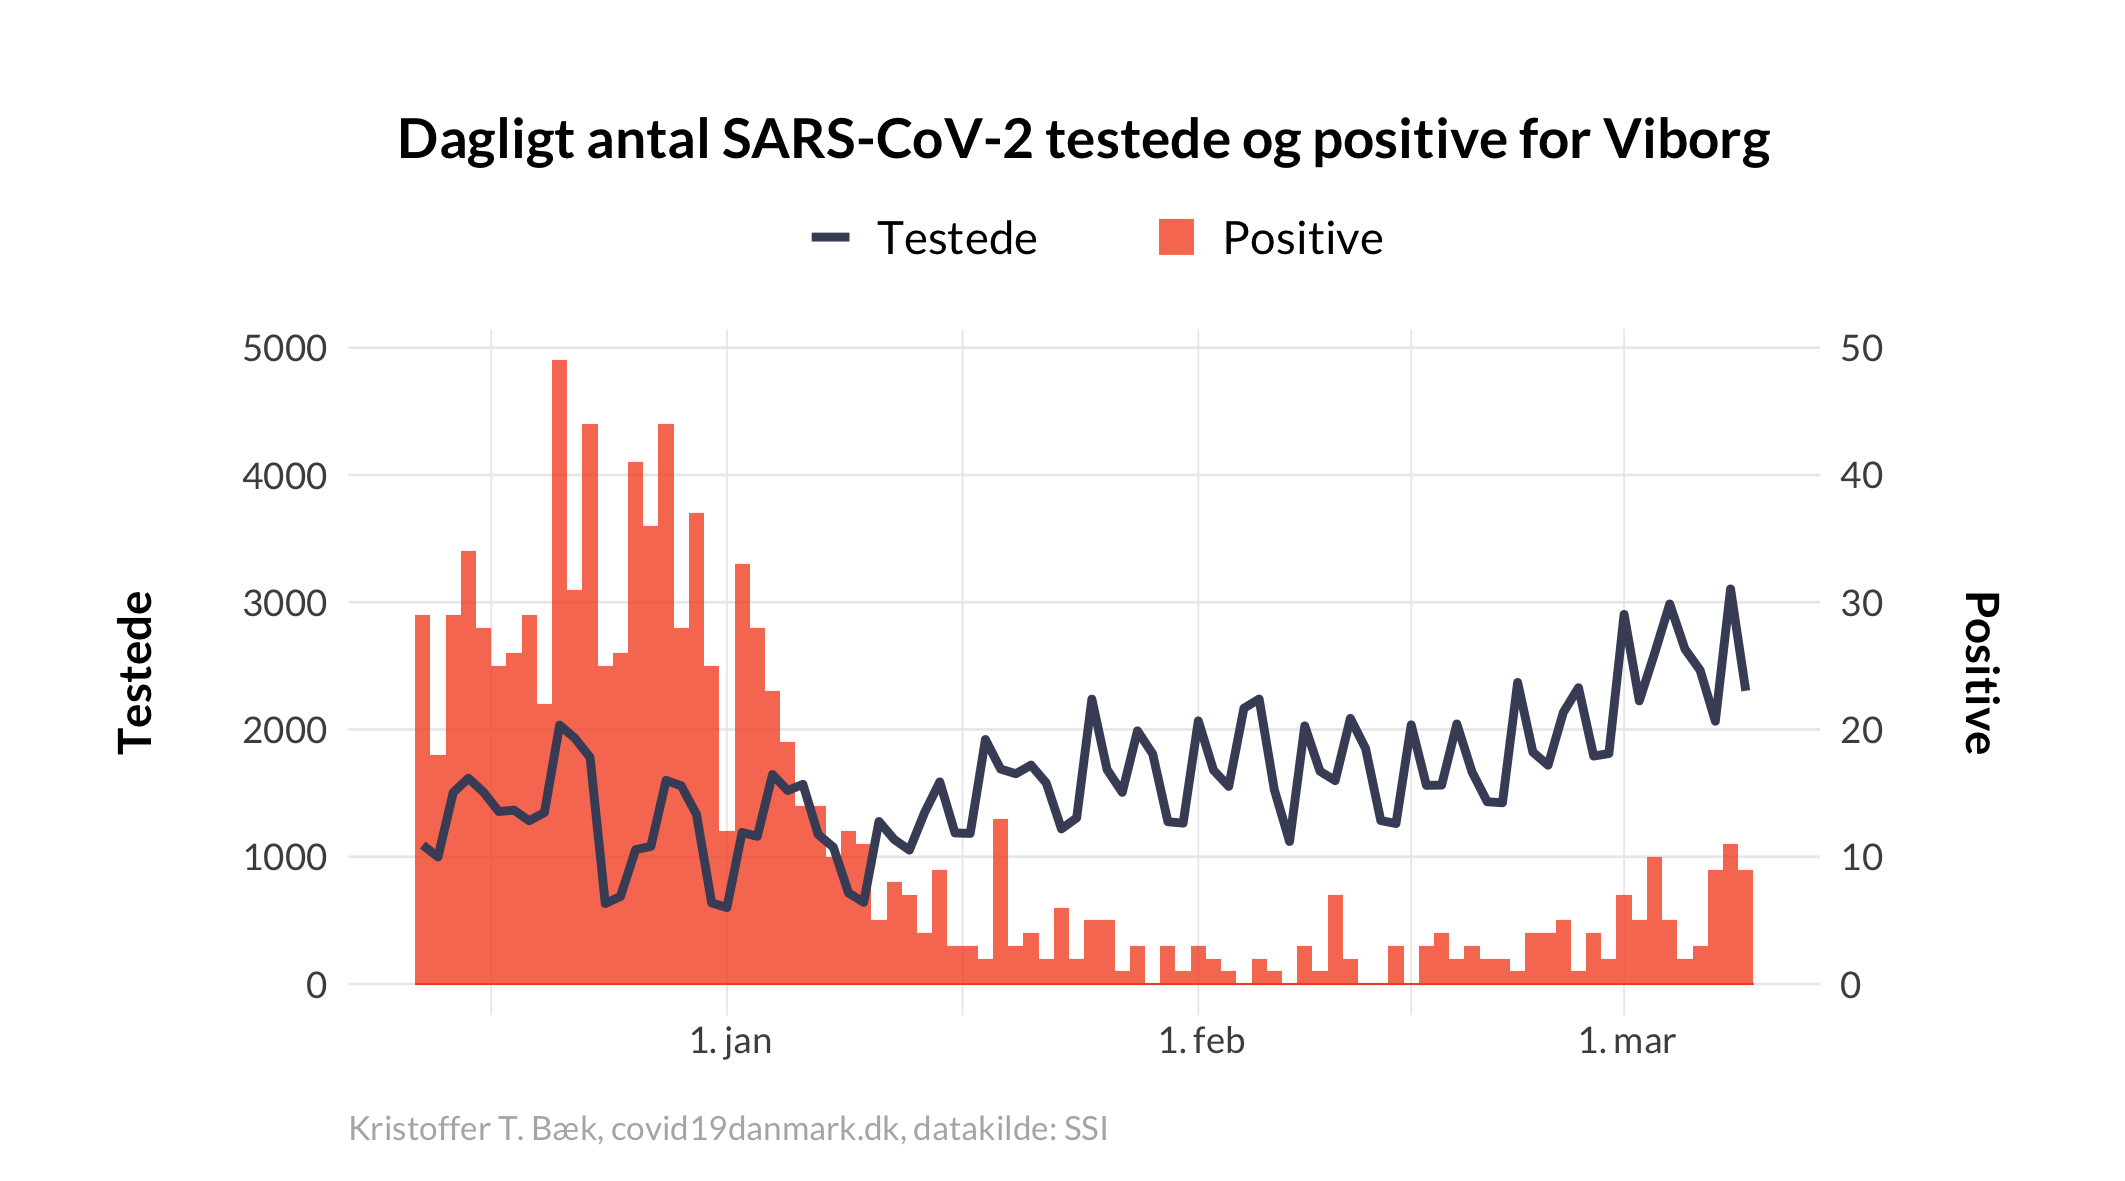 Dagligt antal SARS-CoV-2 testede og positive for Viborg
Testede
Positive
5000
4000
3000
2000
1000
0
Testede
50
40
30
20
10
0
Positive
1. jan
1. feb
1. mar
Kristoffer T. Bæk, covid19danmark.dk, datakilde: SSI